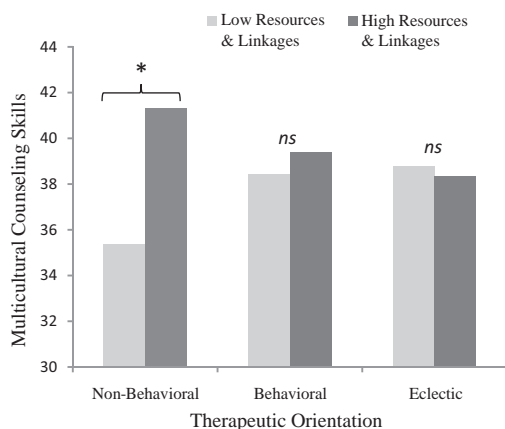 Low Resources & Linkages
High Resources & Linkages
Multicultural Counseling Skills
44
42
40
38
36
34
32
30
*
ns
ns
Non-Behavioral
Behavioral
Eclectic
Therapeutic Orientation